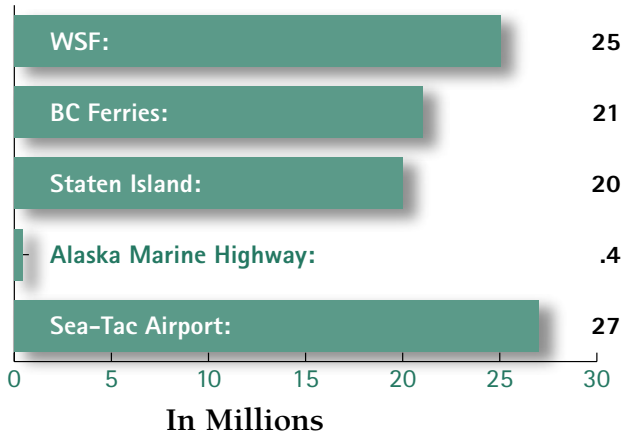 WSF: 25
BC Ferries: 21
Staten Island: 20
Alaska Marine Highway: .4
Sea-Tac Airport: 27
0 5 10 15 20 25 30
In Millions